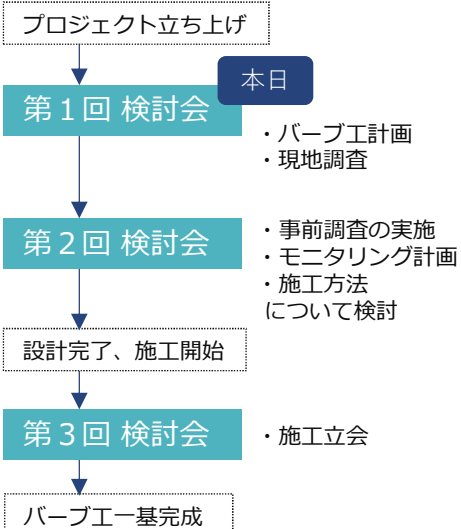 プロジェクト立ち上げ
本日
第１回 検討会
・バーブ工計画
・現地調査
第２回 検討会
・事前調査の実施
・モニタリング計画
・施工方法
について検討
設計完了、施工開始
第３回 検討会
・施工立会
バーブ工一基完成